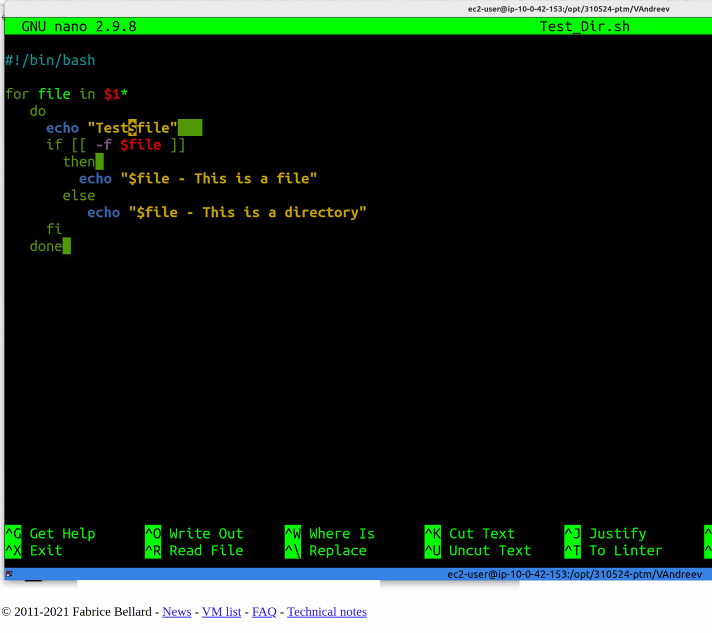 ec2-user@ip-10-0-42-153:/opt/310524-ptm/VAndreev
GNU nano 2.9.8 Test_Dir.sh
#!/bin/bash
for file in $1*
do
echo "Test$file"
if [[ -f $file ]]
then
echo "$file - This is a file"
else
echo "$file - This is a directory"
fi
done
^G Get Help ^O Write Out ^W Where Is ^K Cut Text ^J Justify ^
^X Exit ^R Read File ^\ Replace ^U Uncut Text ^T To Linter ^
ec2-user@ip-10-0-42-153:/opt/310524-ptm/VAndreev
© 2011-2021 Fabrice Bellard - News - VM list - FAQ - Technical notes